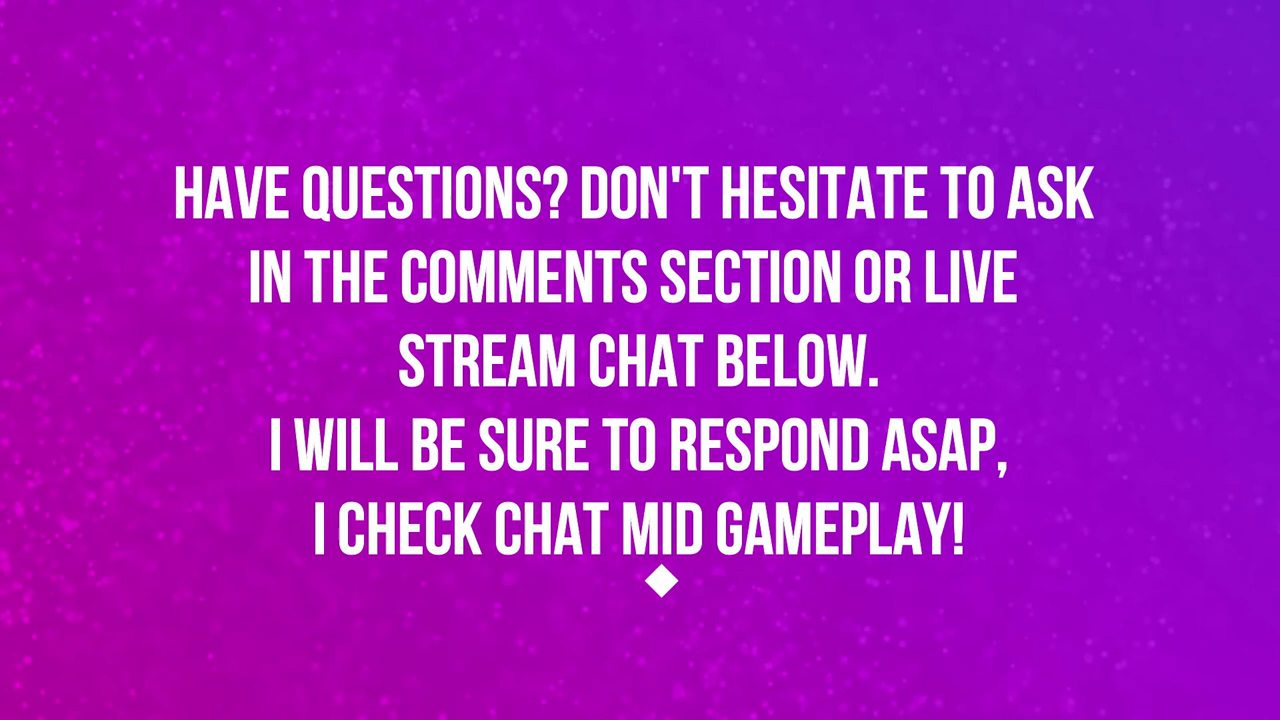 HAVE QUESTIONS? DON'T HESITATE TO ASK
IN THE COMMENTS SECTION OR LIVE
STREAM CHAT BELOW.
I WILL BE SURE TO RESPOND ASAP,
I CHECK CHAT MID GAMEPLAY!